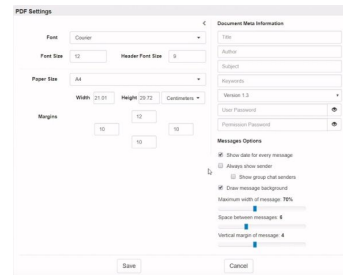 PDF Settings
Font
Courier
Font Size
12
Header Font Size
9
Paper Size
A4
Width
21.01
Height
29.72
Centimeters
Margins
12
10
10
10
Save
Document Meta Information
Title
Author
Subject
Keywords
Version 1.3
User Password
Permission Password
Messages Options
Show date for every message
Always show sender
Show group chat senders
Draw message background
Maximum width of message: 70%
Space between messages: 6
Vertical margin of message: 4
Cancel